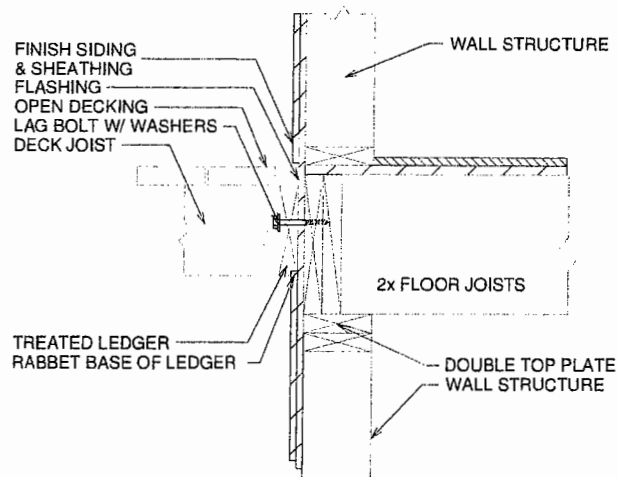 FINISH SIDING
& SHEATHING
FLASHING
OPEN DECKING
LAG BOLT W/ WASHERS
DECK JOIST
WALL STRUCTURE
2x FLOOR JOISTS
TREATED LEDGER
RABBET BASE OF LEDGER
DOUBLE TOP PLATE
WALL STRUCTURE